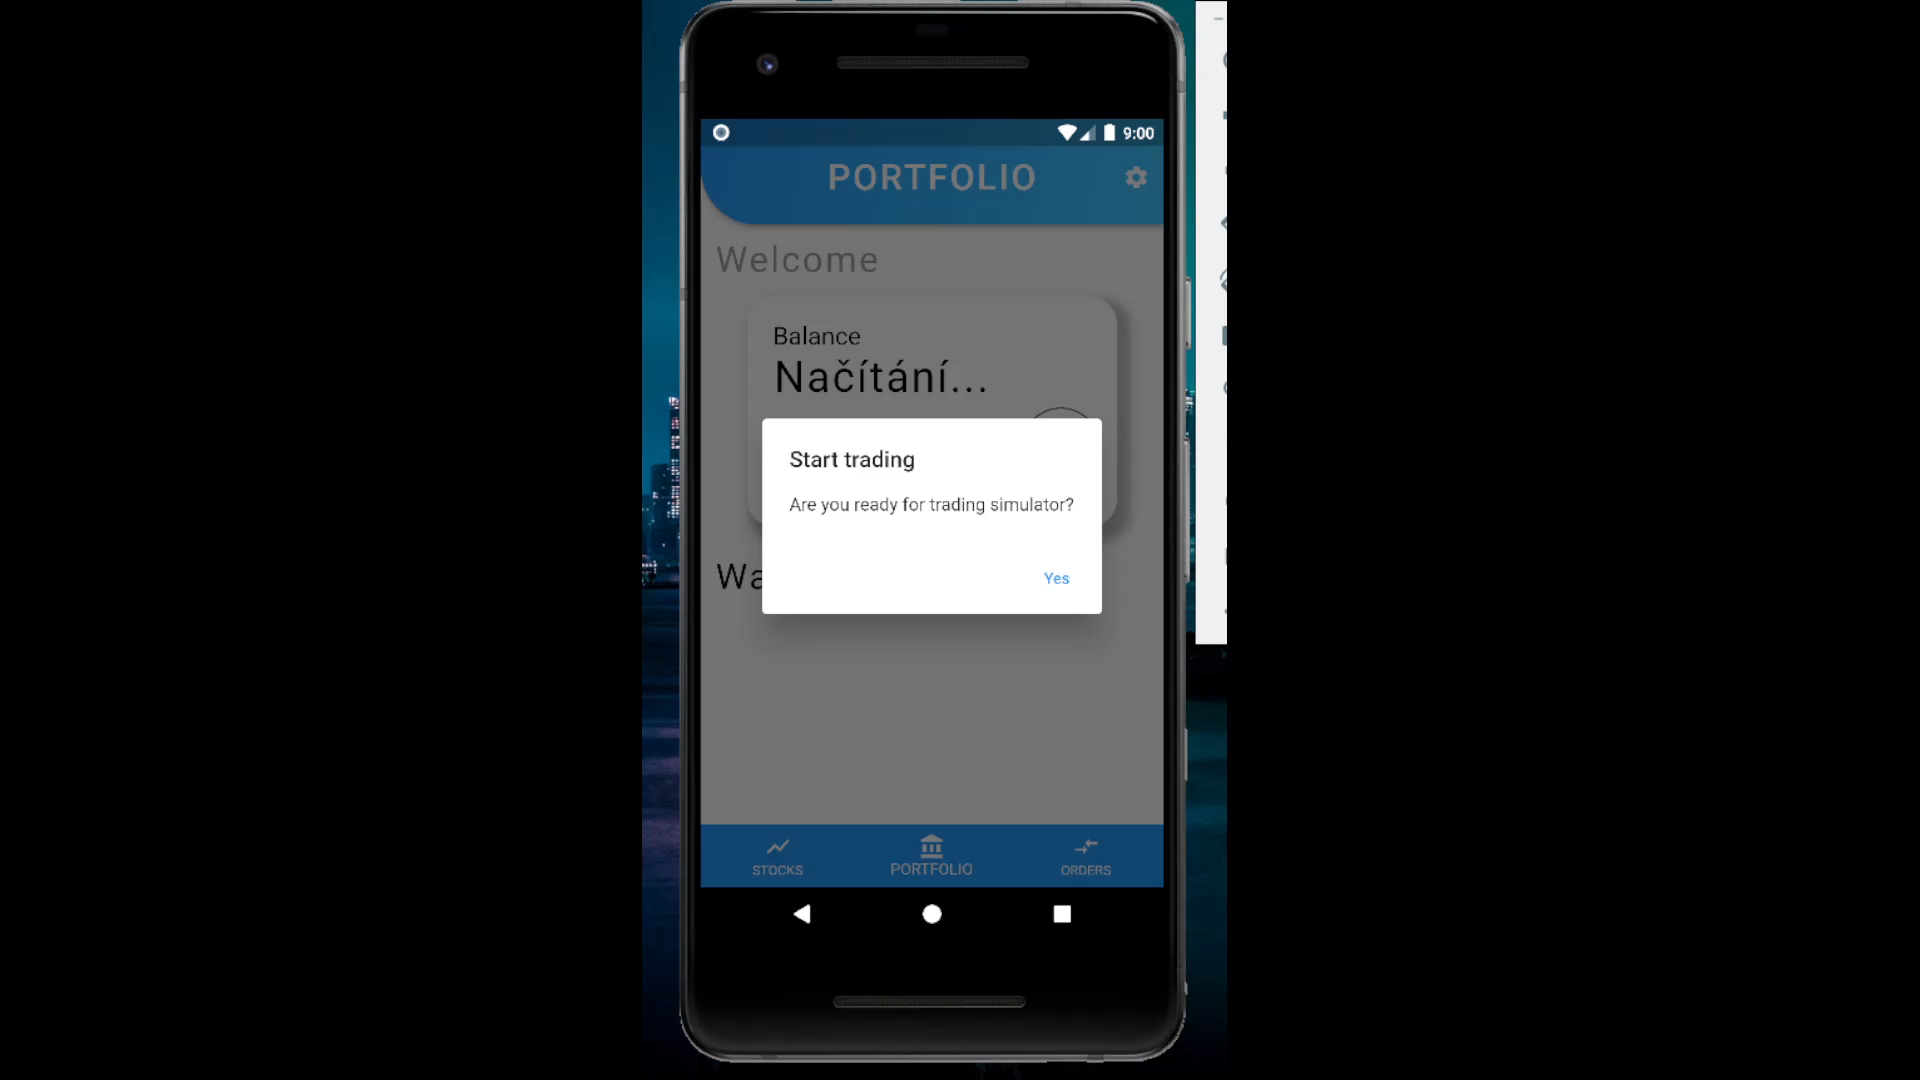 9:00
PORTFOLIO
Welcome
Balance
Načítání...
Start trading
Are you ready for trading simulator?
Yes
STOCKS
PORTFOLIO
ORDERS